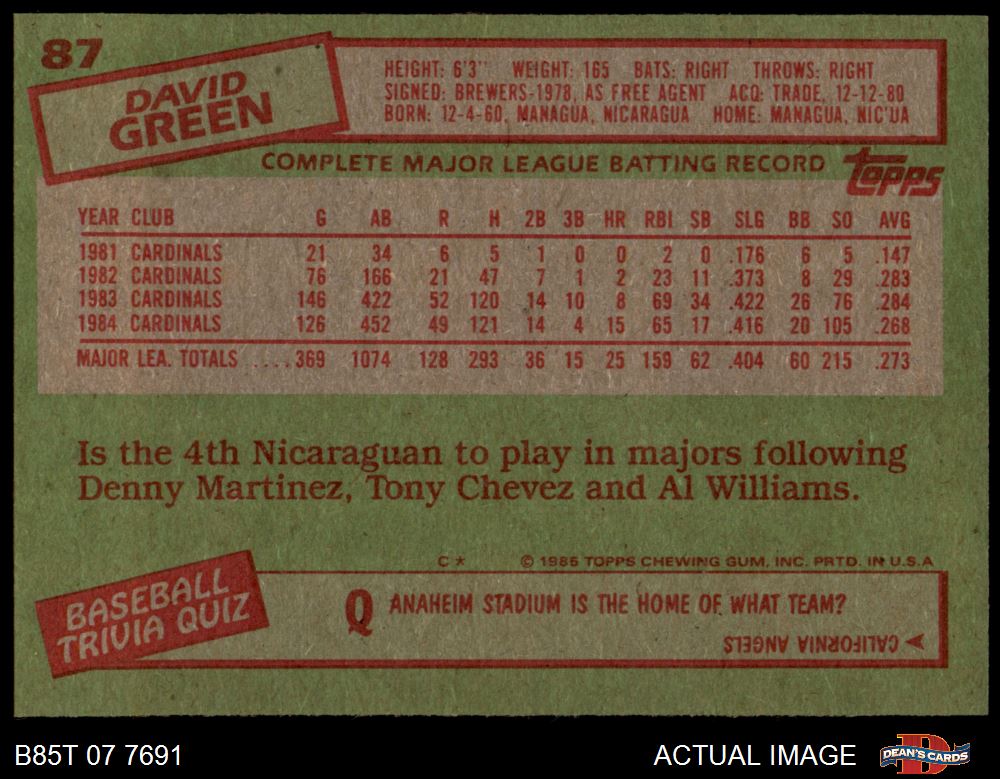 87
DAVID
GREEN
HEIGHT: 6'3" WEIGHT: 165 BATS: RIGHT THROWS: RIGHT
SIGNED: BREWERS-1978, AS FREE AGENT ACQ: TRADE, 12-12-80
BORN: 12-4-60, MANAGUA, NICARAGUA HOME: MANAGUA, NIC'UA
COMPLETE MAJOR LEAGUE BATTING RECORD
topps
YEAR CLUB G AB R H 2B 3B HR RBI SB SLG BB SO AVG
1981 CARDINALS 21 34 6 5 1 0 0 2 0 .176 6 5 .147
1982 CARDINALS 76 166 21 47 7 1 2 23 11 .373 8 29 .283
1983 CARDINALS 146 422 52 120 14 10 8 69 34 .422 26 76 .284
1984 CARDINALS 126 452 49 121 14 4 15 65 17 .416 20 105 .268
MAJOR LEA. TOTALS ....369 1074 128 293 36 15 25 159 62 .404 60 215 .273
Is the 4th Nicaraguan to play in majors following
Denny Martinez, Tony Chevez and Al Williams.
C* © 1985 TOPPS CHEWING GUM, INC. PRTD. IN U.S.A
BASEBALL
TRIVIA QUIZ
Q ANAHEIM STADIUM IS THE HOME OF WHAT TEAM?
CALIFORNIA ANGELS
B85T 07 7691
ACTUAL IMAGE
DEAN'S CARDS